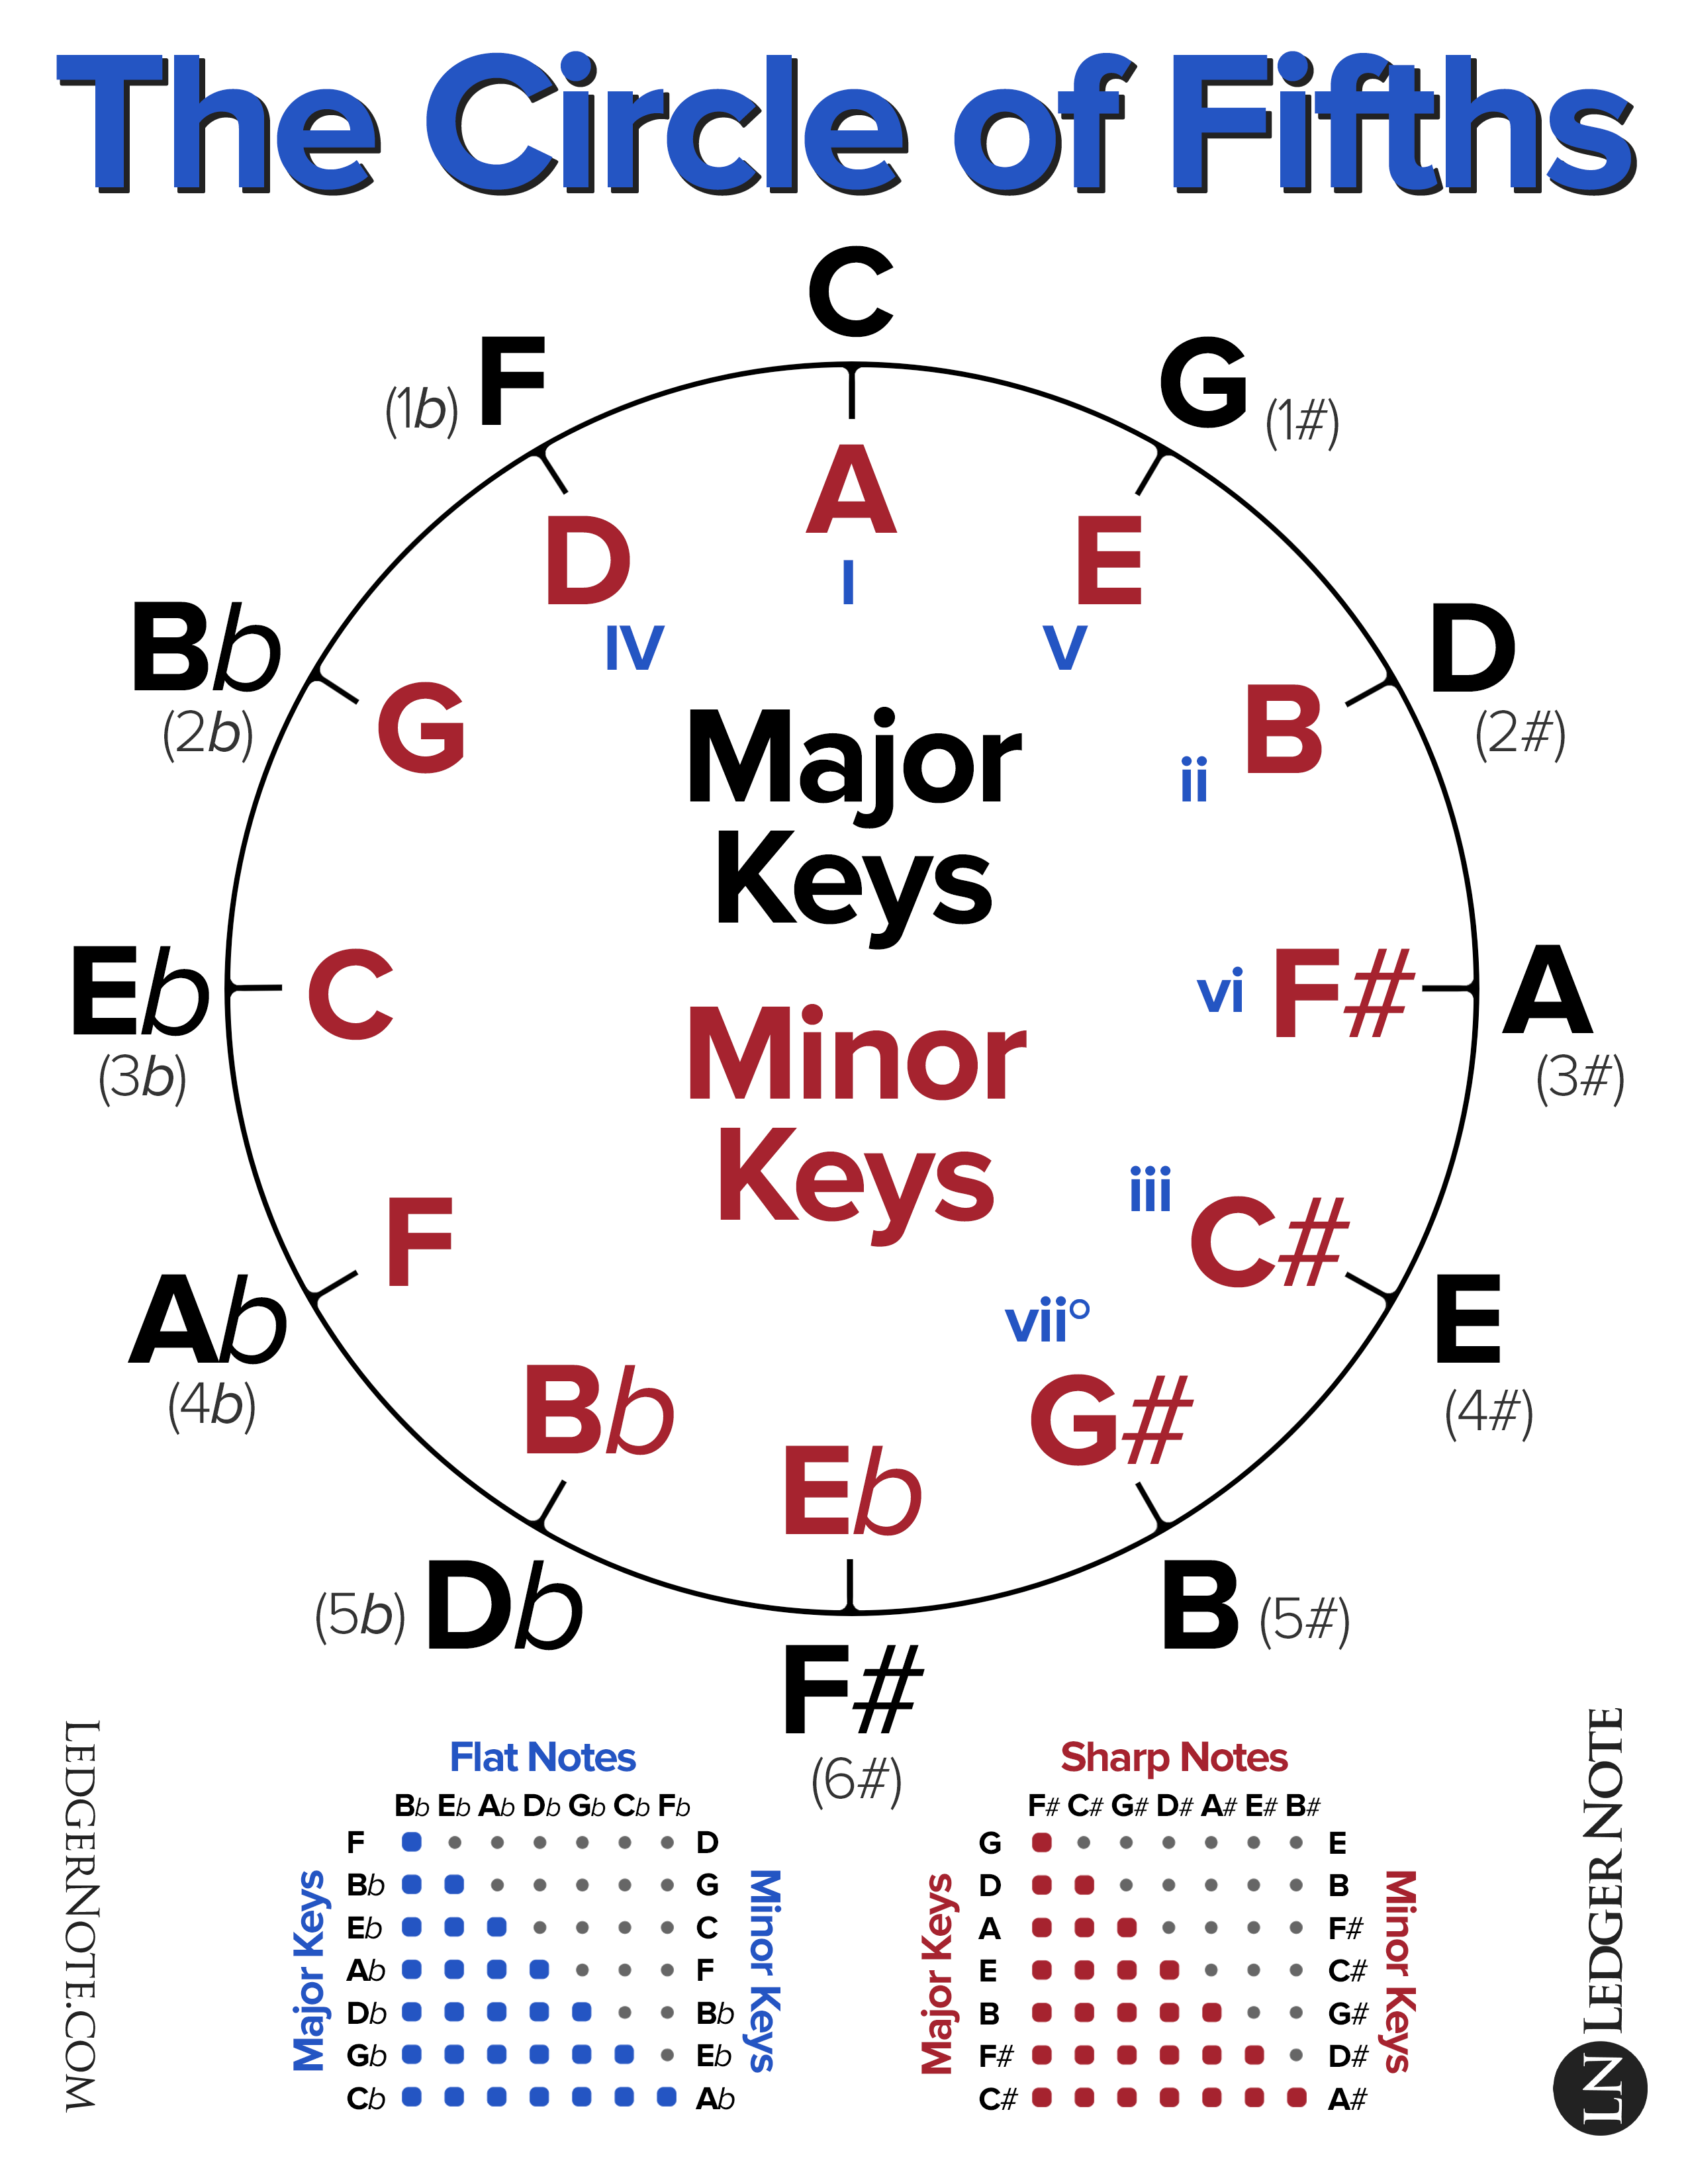 The Circle of Fifths
C
F
(1b)
G
(1#)
A
I
D
IV
E
V
Bb
(2b)
G
D
(2#)
B
ii
Major
Keys
Eb
(3b)
C
vi
F#
A
(3#)
Minor
Keys
Ab
(4b)
F
iii
C#
E
(4#)
vii°
Bb
G#
Eb
(5b)
Db
B
(5#)
F#
(6#)
Flat Notes
Bb Eb Ab Db Gb Cb Fb
Major Keys
F D
Bb G
Eb C
Ab F
Db Bb
Gb Eb
Cb Ab
Minor Keys
Sharp Notes
F# C# G# D# A# E# B#
Major Keys
G E
D B
A F#
E C#
B G#
F# D#
C# A#
Minor Keys
LEDGERNOTE.COM
LN LEDGER NOTE